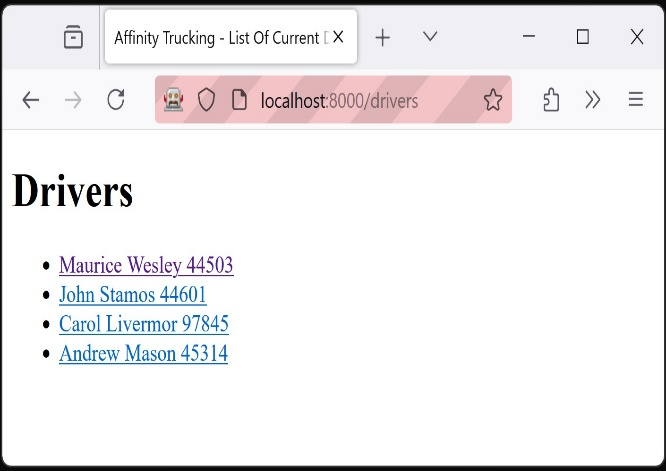 Affinity Trucking - List Of Current
localhost:8000/drivers
Drivers
Maurice Wesley 44503
John Stamos 44601
Carol Livermor 97845
Andrew Mason 45314